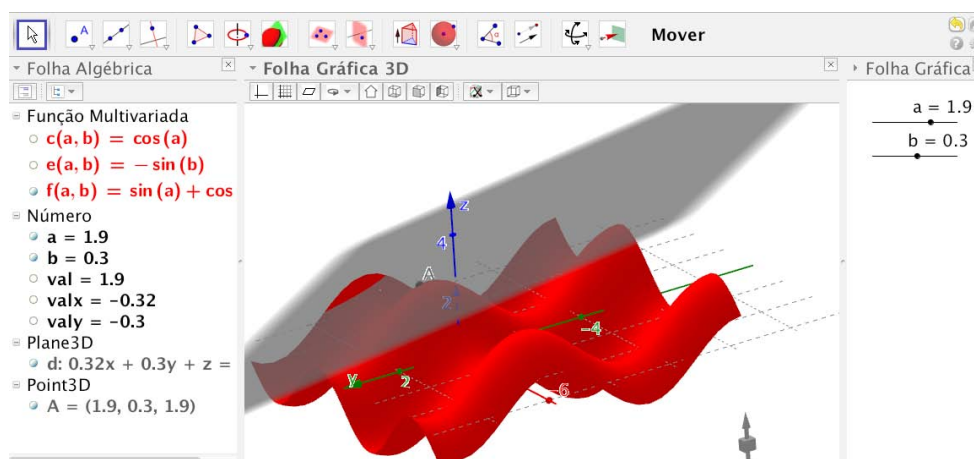 Mover
Folha Algébrica
Folha Gráfica 3D
Folha Gráfica
Função Multivariada
c(a, b) = cos (a)
e(a, b) = − sin (b)
f(a, b) = sin (a) + cos
Número
a = 1.9
b = 0.3
val = 1.9
valx = −0.32
valy = −0.3
Plane3D
d: 0.32x + 0.3y + z =
Point3D
A = (1.9, 0.3, 1.9)
z
4
A
2
−4
y
2
−6
a = 1.9
b = 0.3